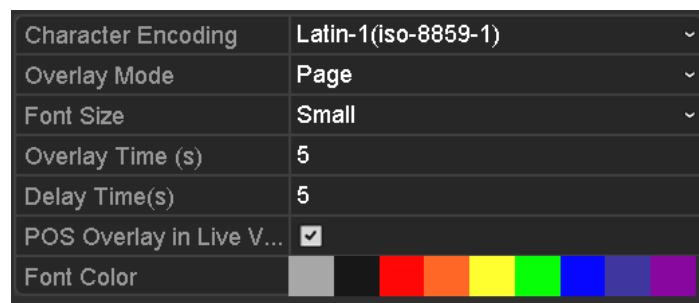 Character Encoding Latin-1(iso-8859-1)
Overlay Mode Page
Font Size Small
Overlay Time (s) 5
Delay Time(s) 5
POS Overlay in Live V...
Font Color